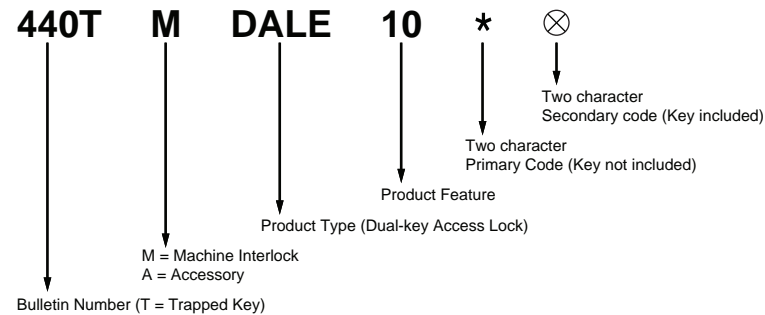 440T M DALE 10 * ⊗
Two character
Secondary code (Key included)
Two character
Primary Code (Key not included)
Product Feature
Product Type (Dual-key Access Lock)
M = Machine Interlock
A = Accessory
Bulletin Number (T = Trapped Key)